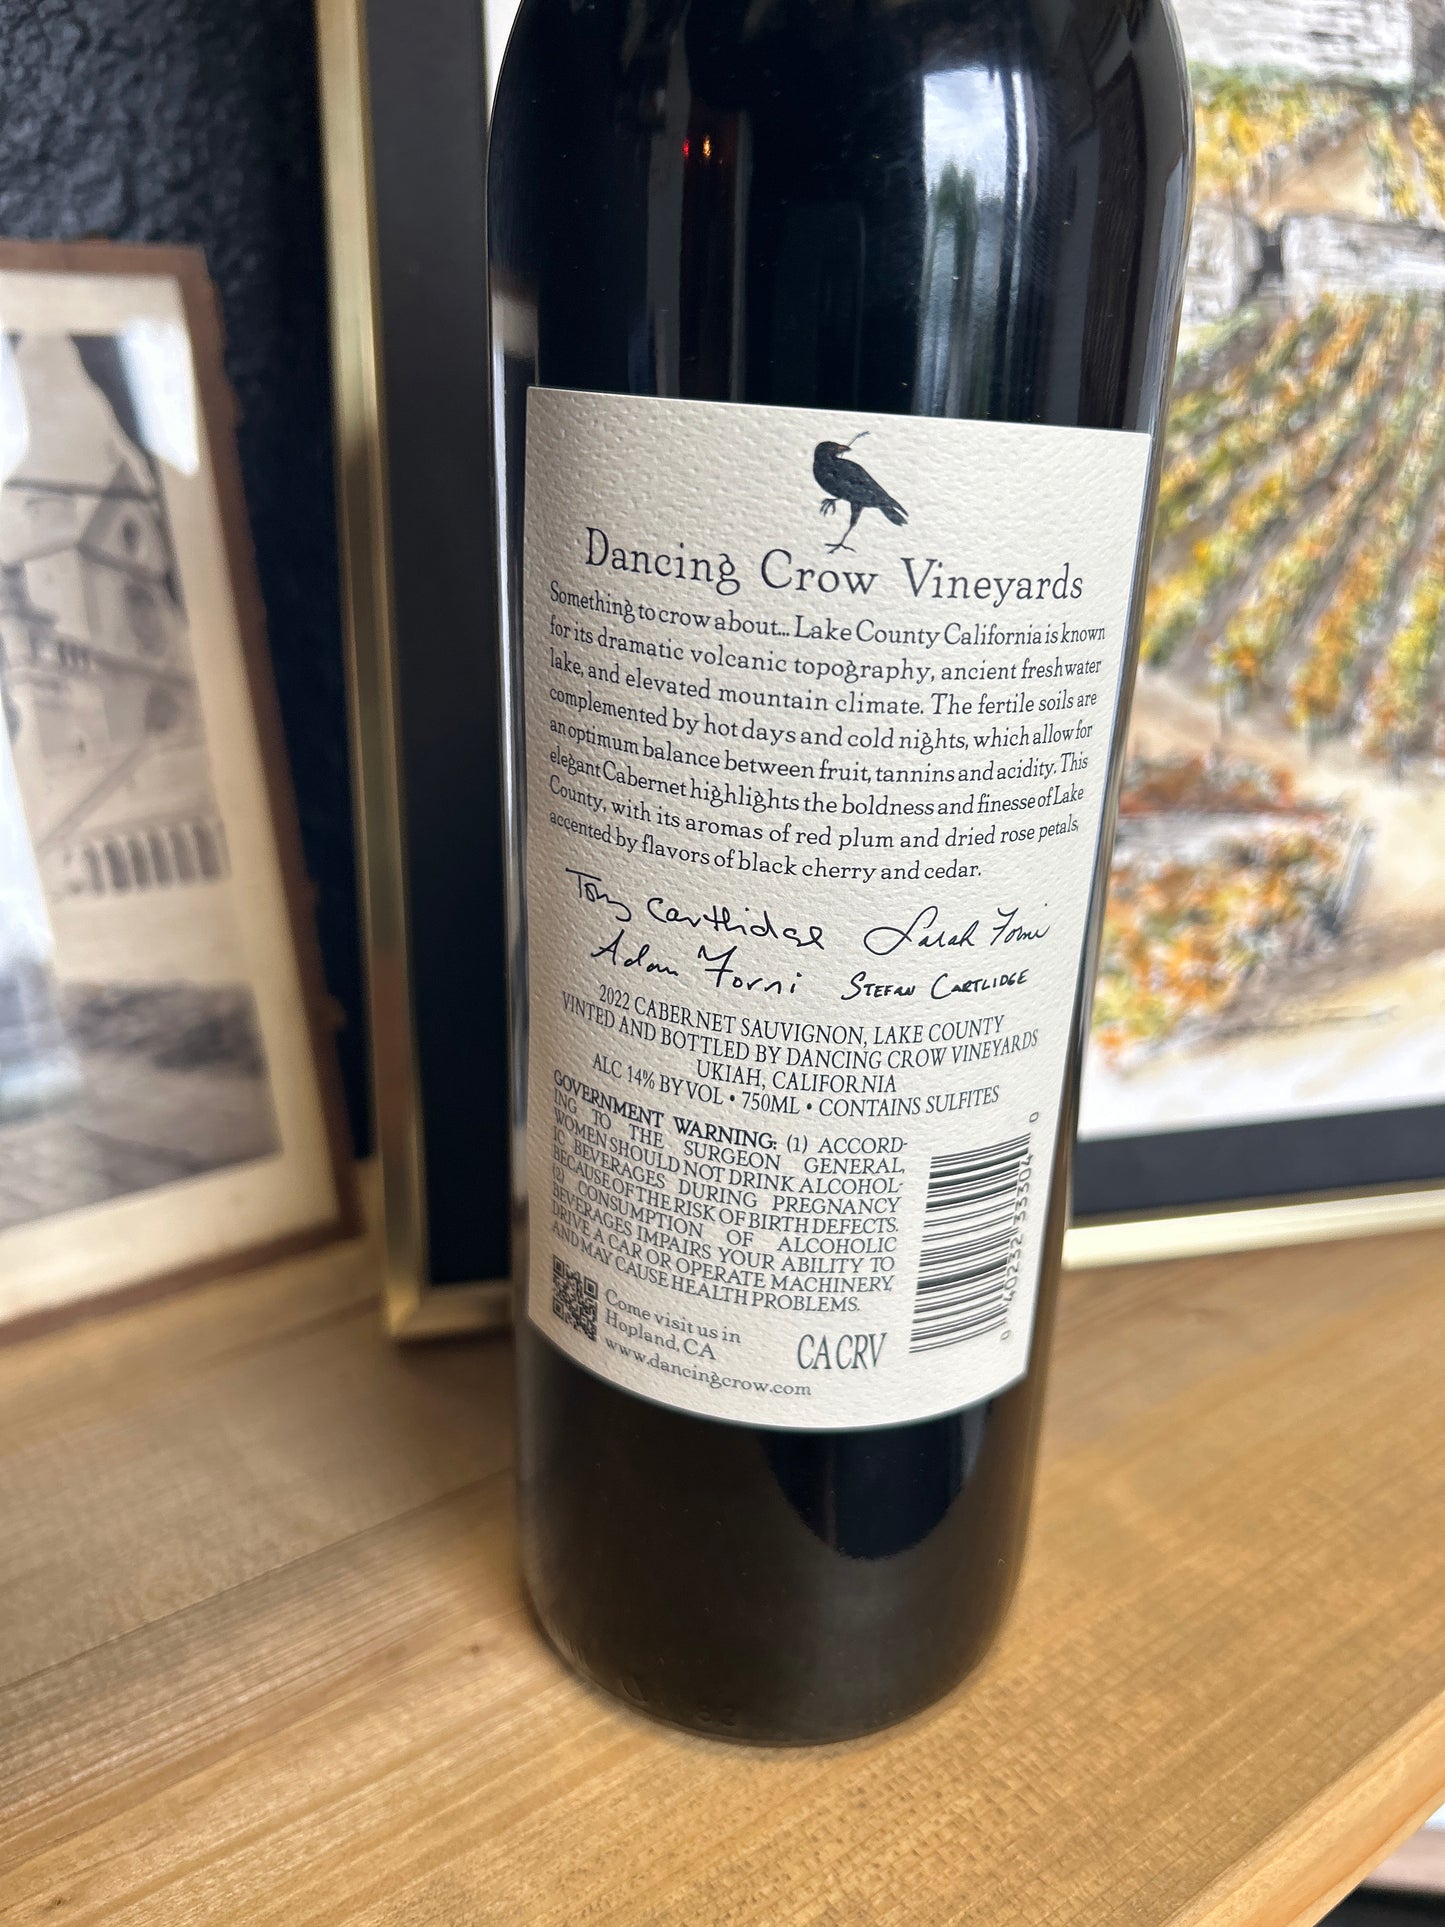 Dancing Crow Vineyards
Something to crow about... Lake County California is known
for its dramatic volcanic topography, ancient freshwater
lake, and elevated mountain climate. The fertile soils are
complemented by hot days and cold nights, which allow for
an optimum balance between fruit, tannins and acidity. This
elegant Cabernet highlights the boldness and finesse of Lake
County, with its aromas of red plum and dried rose petals,
accented by flavors of black cherry and cedar.
Tony Cartlidge Sarah Forni
Adam Forni STEFAN CARTLIDGE
2022 CABERNET SAUVIGNON, LAKE COUNTY
VINTED AND BOTTLED BY DANCING CROW VINEYARDS
UKIAH, CALIFORNIA
ALC 14% BY VOL • 750ML • CONTAINS SULFITES
GOVERNMENT WARNING: (1) ACCORD-
ING TO THE SURGEON GENERAL,
WOMEN SHOULD NOT DRINK ALCOHOL-
IC BEVERAGES DURING PREGNANCY
BECAUSE OF THE RISK OF BIRTH DEFECTS.
(2) CONSUMPTION OF ALCOHOLIC
BEVERAGES IMPAIRS YOUR ABILITY TO
DRIVE A CAR OR OPERATE MACHINERY,
AND MAY CAUSE HEALTH PROBLEMS.
Come visit us in
Hopland, CA
www.dancingcrow.com
CA CRV
0 40232 53304 0